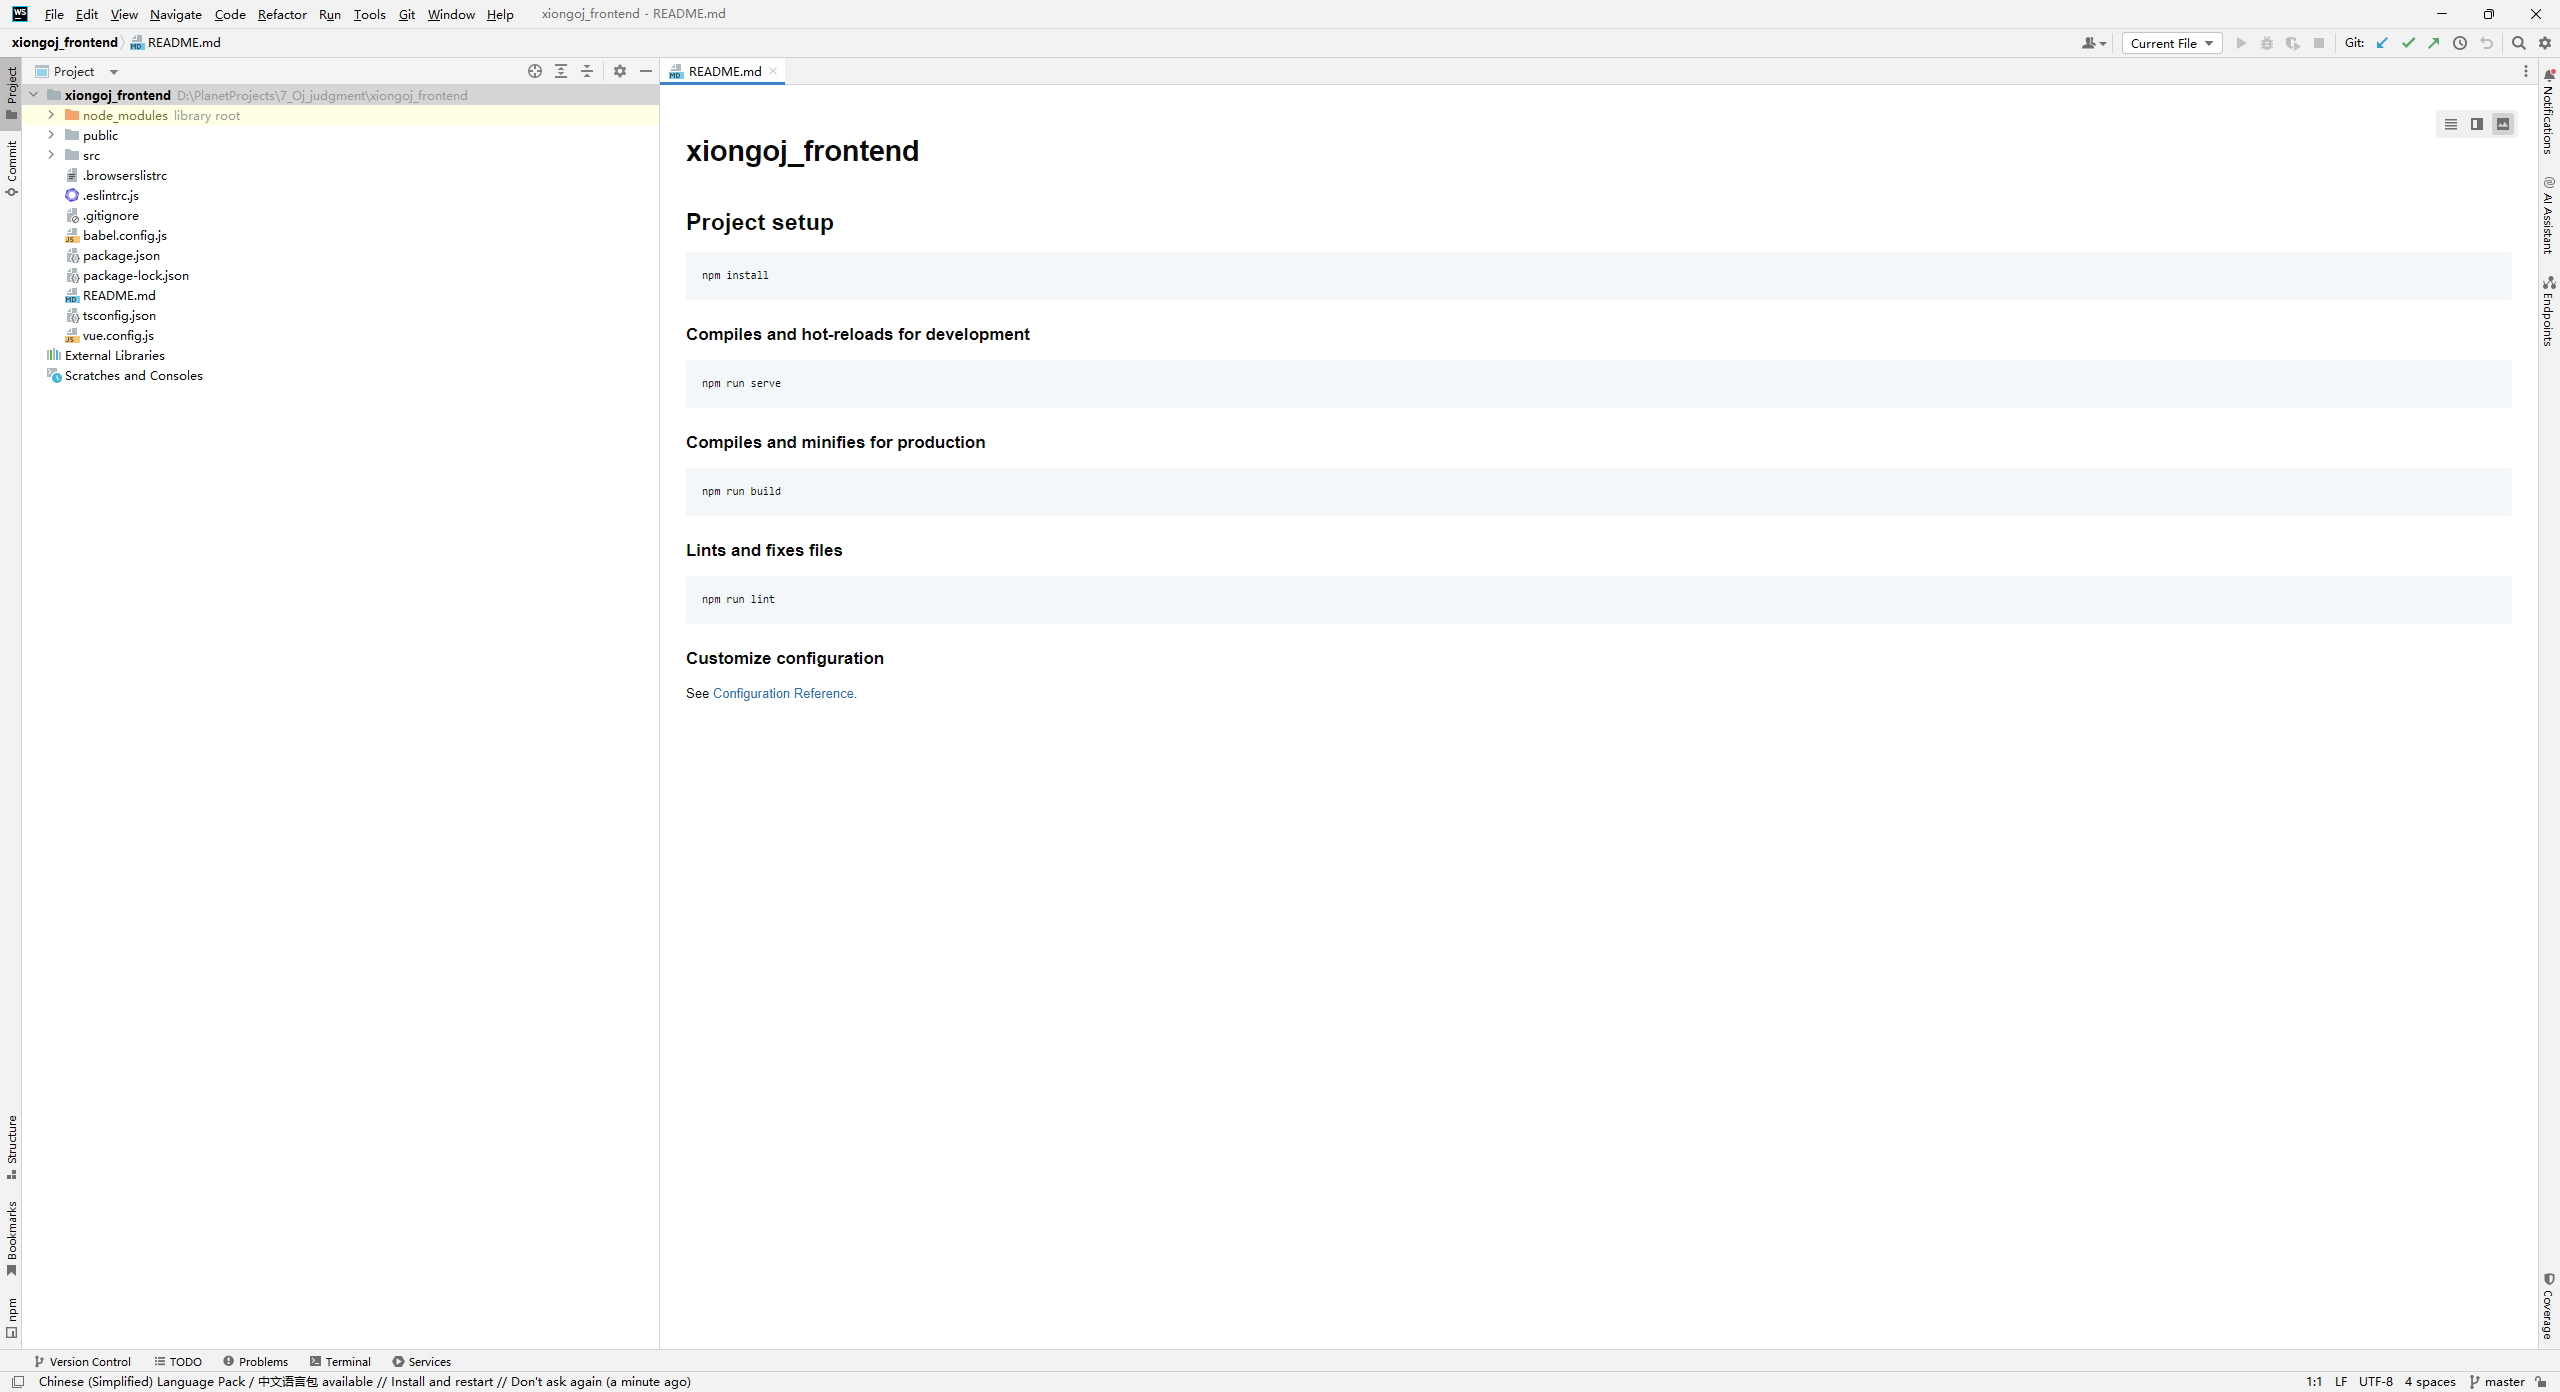 WS File Edit View Navigate Code Refactor Run Tools Git Window Help xiongoj_frontend - README.md
xiongoj_frontend README.md Current File Git:
Project
README.md
xiongoj_frontend D:\PlanetProjects\7_Oj_judgment\xiongoj_frontend
node_modules library root
public
src
.browserslistrc
.eslintrc.js
.gitignore
babel.config.js
package.json
package-lock.json
README.md
tsconfig.json
vue.config.js
External Libraries
Scratches and Consoles
xiongoj_frontend
Project setup
npm install
Compiles and hot-reloads for development
npm run serve
Compiles and minifies for production
npm run build
Lints and fixes files
npm run lint
Customize configuration
See Configuration Reference.
Project
Commit
Structure
Bookmarks
npm
Notifications
AI Assistant
Endpoints
Coverage
Version Control TODO Problems Terminal Services
Chinese (Simplified) Language Pack / 中文语言包 available // Install and restart // Don't ask again (a minute ago) 1:1 LF UTF-8 4 spaces master